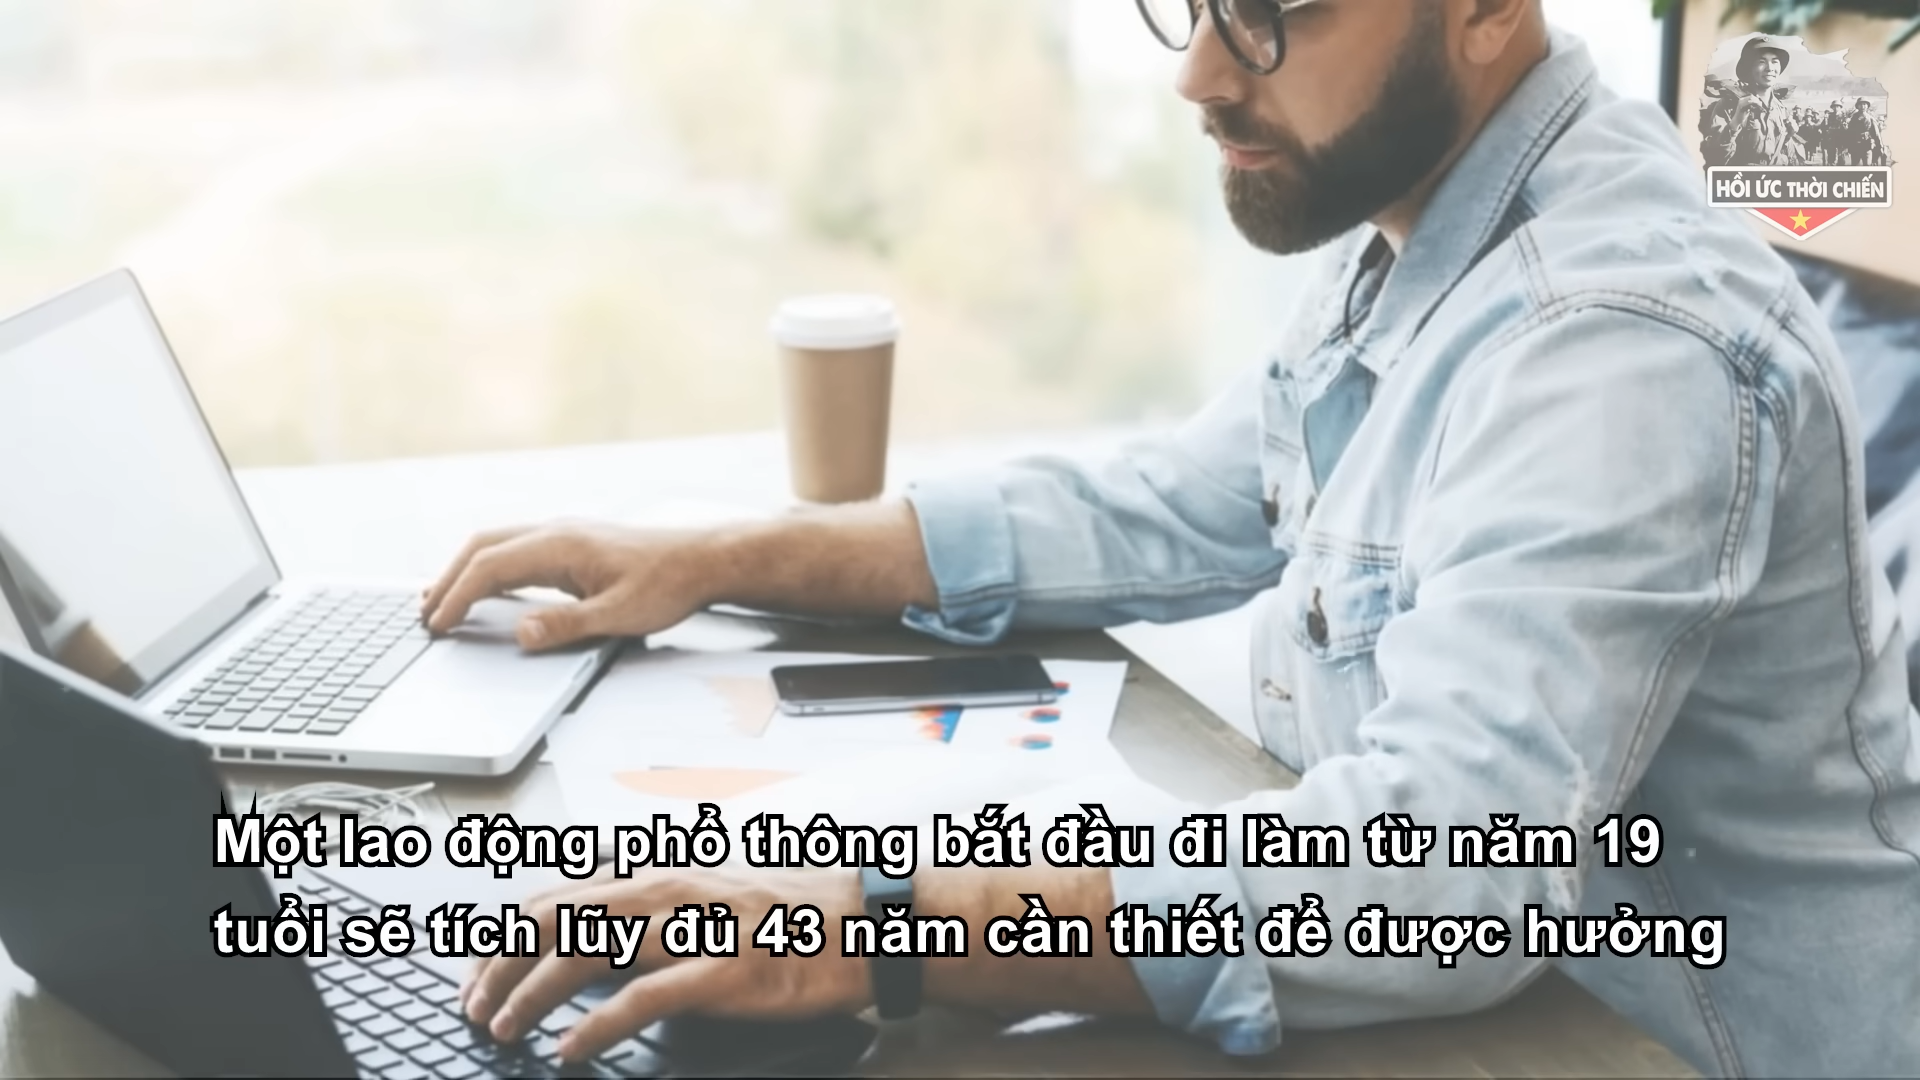 HỒI ỨC THỜI CHIẾN
Một lao động phổ thông bắt đầu đi làm từ năm 19
tuổi sẽ tích lũy đủ 43 năm cần thiết để được hưởng